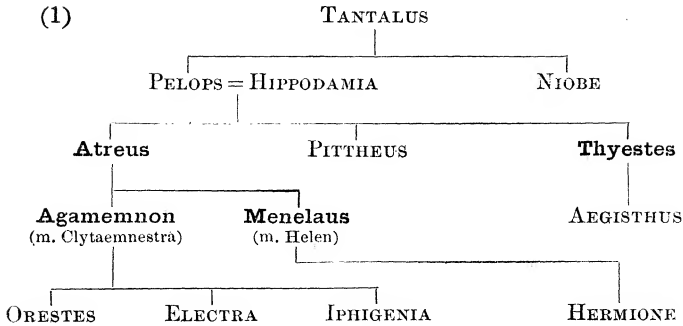 (1) TANTALUS
PELOPS = HIPPODAMIA NIOBE
Atreus PITTHEUS Thyestes
Agamemnon Menelaus AEGISTHUS
(m. Clytaemnestra) (m. Helen)
ORESTES ELECTRA IPHIGENIA HERMIONE